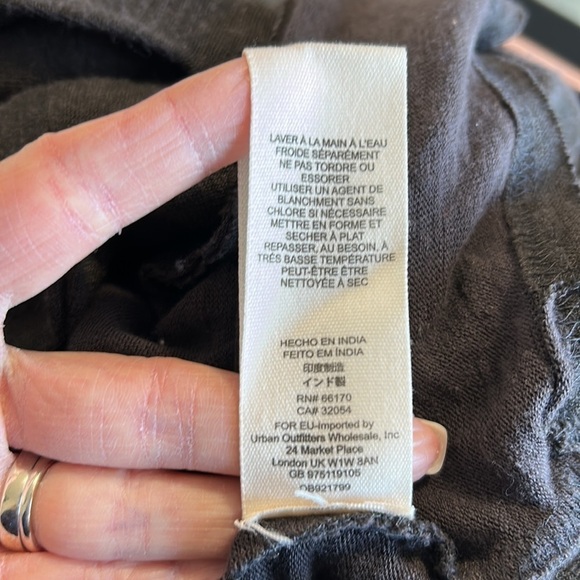 LAVER À LA MAIN À L'EAU
FROIDE SÉPARÉMENT
NE PAS TORDRE OU
ESSORER
UTILISER UN AGENT DE
BLANCHMENT SANS
CHLORE SI NÉCESSAIRE
METTRE EN FORME ET
SECHER À PLAT
REPASSER, AU BESOIN, À
TRÈS BASSE TEMPÉRATURE
PEUT-ÊTRE ÊTRE
NETTOYÉE À SEC
HECHO EN INDIA
FEITO EM ÍNDIA
印度制造
インド製
RN# 66170
CA# 32054
FOR EU-imported by
Urban Outfitters Wholesale, Inc
24 Market Place
London UK W1W 8AN
GB 975119105
OB921799